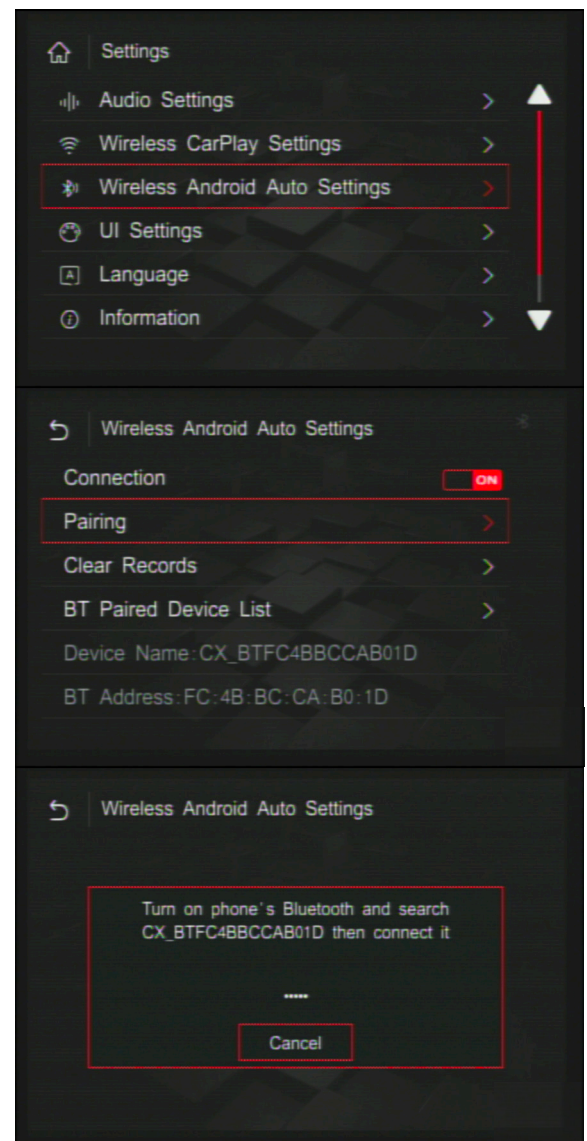 Settings
Audio Settings
Wireless CarPlay Settings
Wireless Android Auto Settings
UI Settings
A Language
Information
Wireless Android Auto Settings
Connection ON
Pairing
Clear Records
BT Paired Device List
Device Name:CX_BTFC4BBCCAB01D
BT Address:FC:4B:BC:CA:B0:1D
Wireless Android Auto Settings
Turn on phone's Bluetooth and search
CX_BTFC4BBCCAB01D then connect it
.....
Cancel